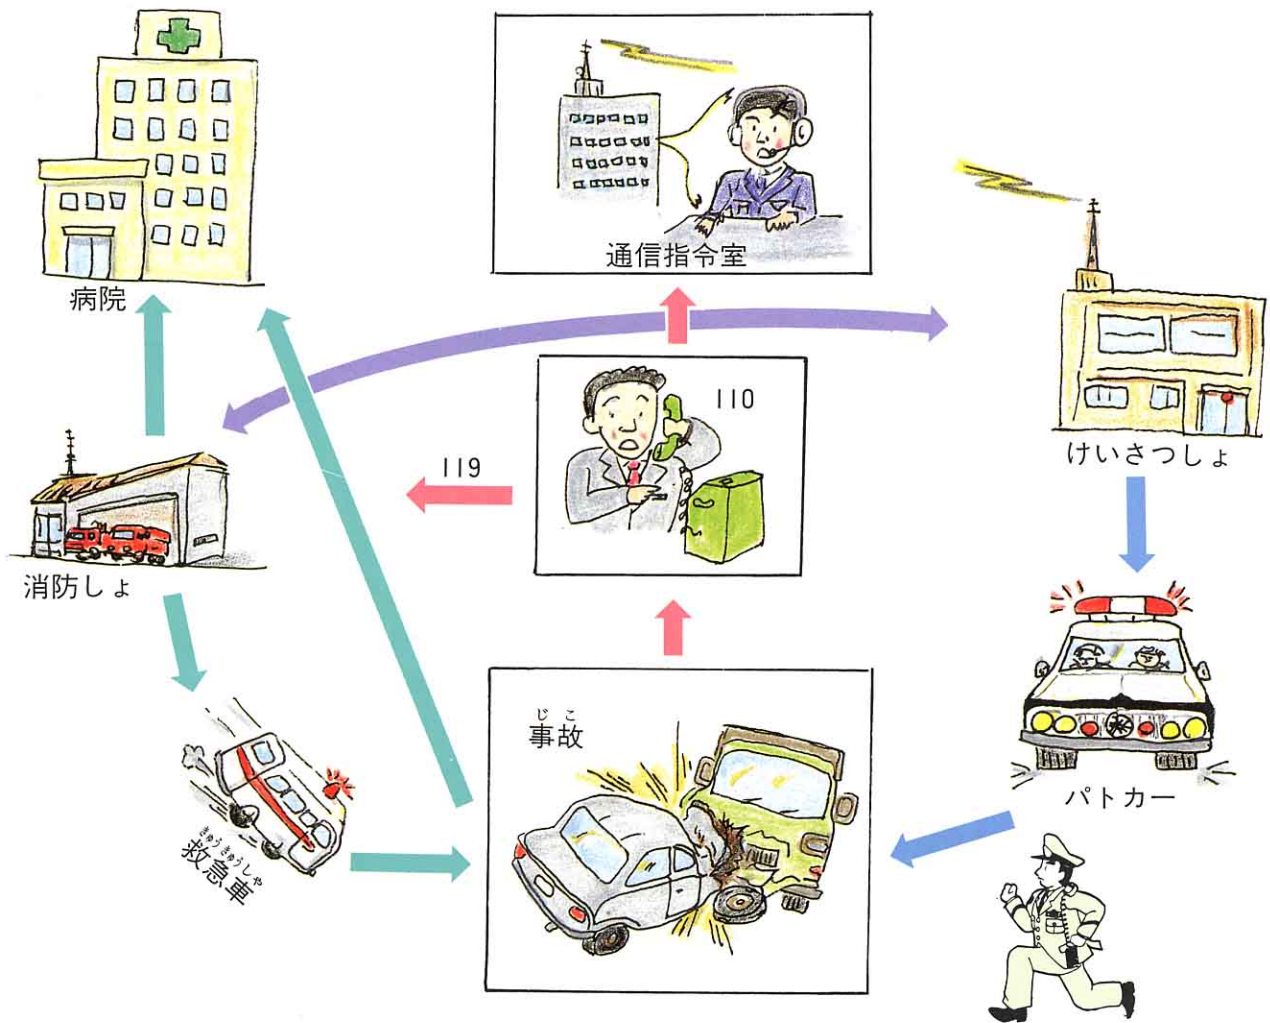 病院
通信指令室
110
119
けいさつしょ
消防しょ
じこ
事故
パトカー
きゅうきゅうしゃ
救急車